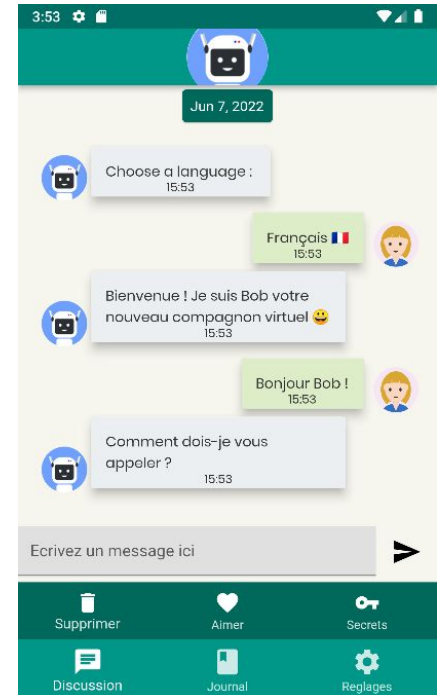 3:53
Jun 7, 2022
Choose a language :
15:53
Français 🇫🇷
15:53
Bienvenue ! Je suis Bob votre
nouveau compagnon virtuel 😀
15:53
Bonjour Bob !
15:53
Comment dois-je vous
appeler ?
15:53
Ecrivez un message ici
Supprimer Aimer Secrets
Discussion Journal Reglages